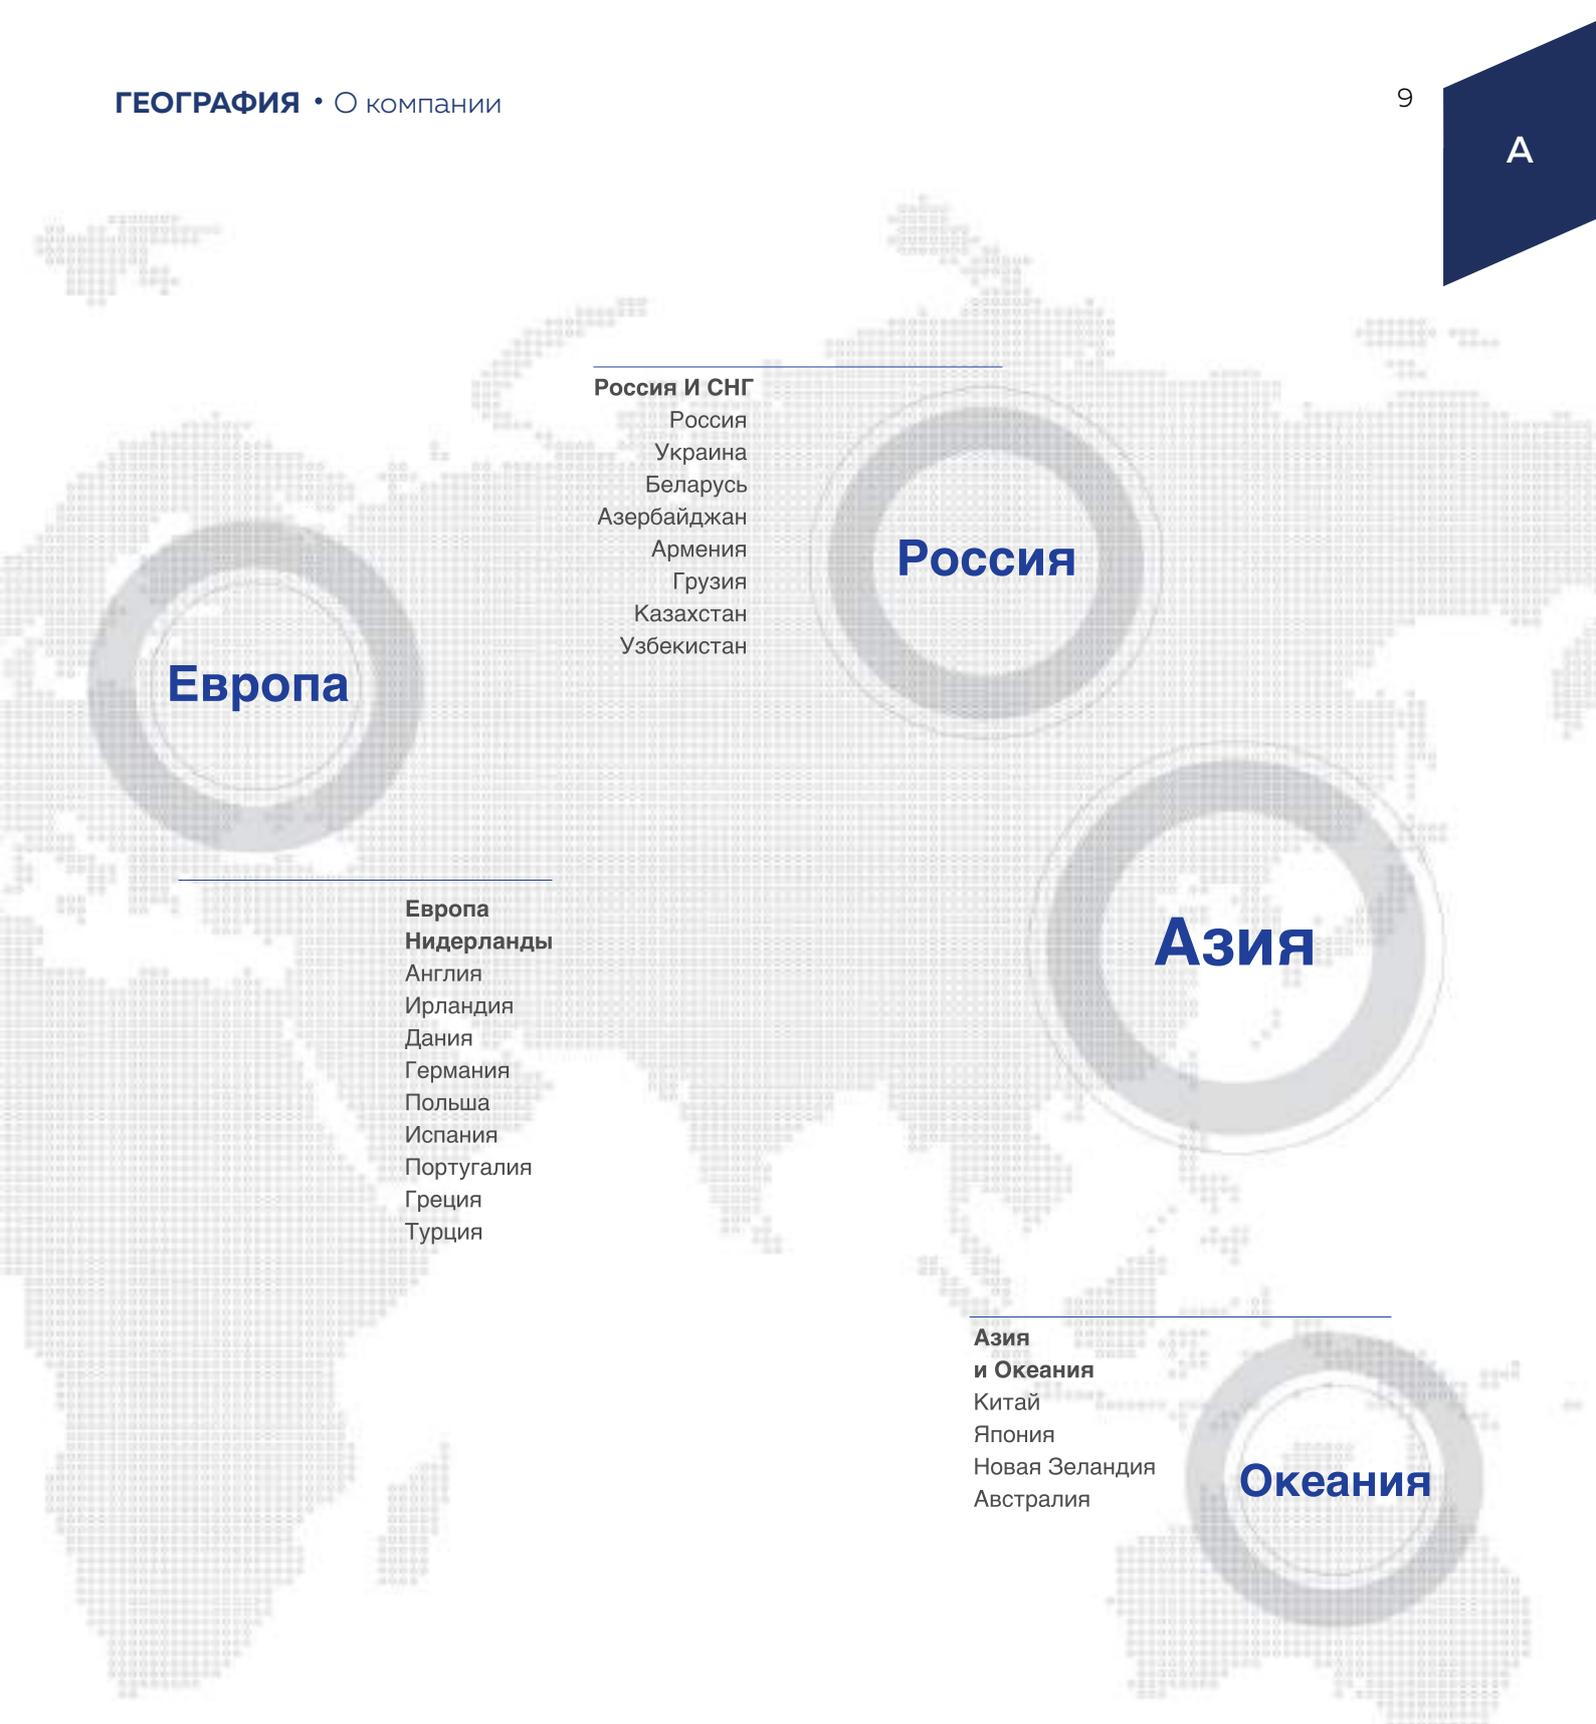 ГЕОГРАФИЯ • О компании
9
А
Россия И СНГ
Россия
Украина
Беларусь
Азербайджан
Армения
Грузия
Казахстан
Узбекистан
Россия
Европа
Европа
Нидерланды
Англия
Ирландия
Дания
Германия
Польша
Испания
Португалия
Греция
Турция
Азия
Азия
и Океания
Китай
Япония
Новая Зеландия
Австралия
Океания